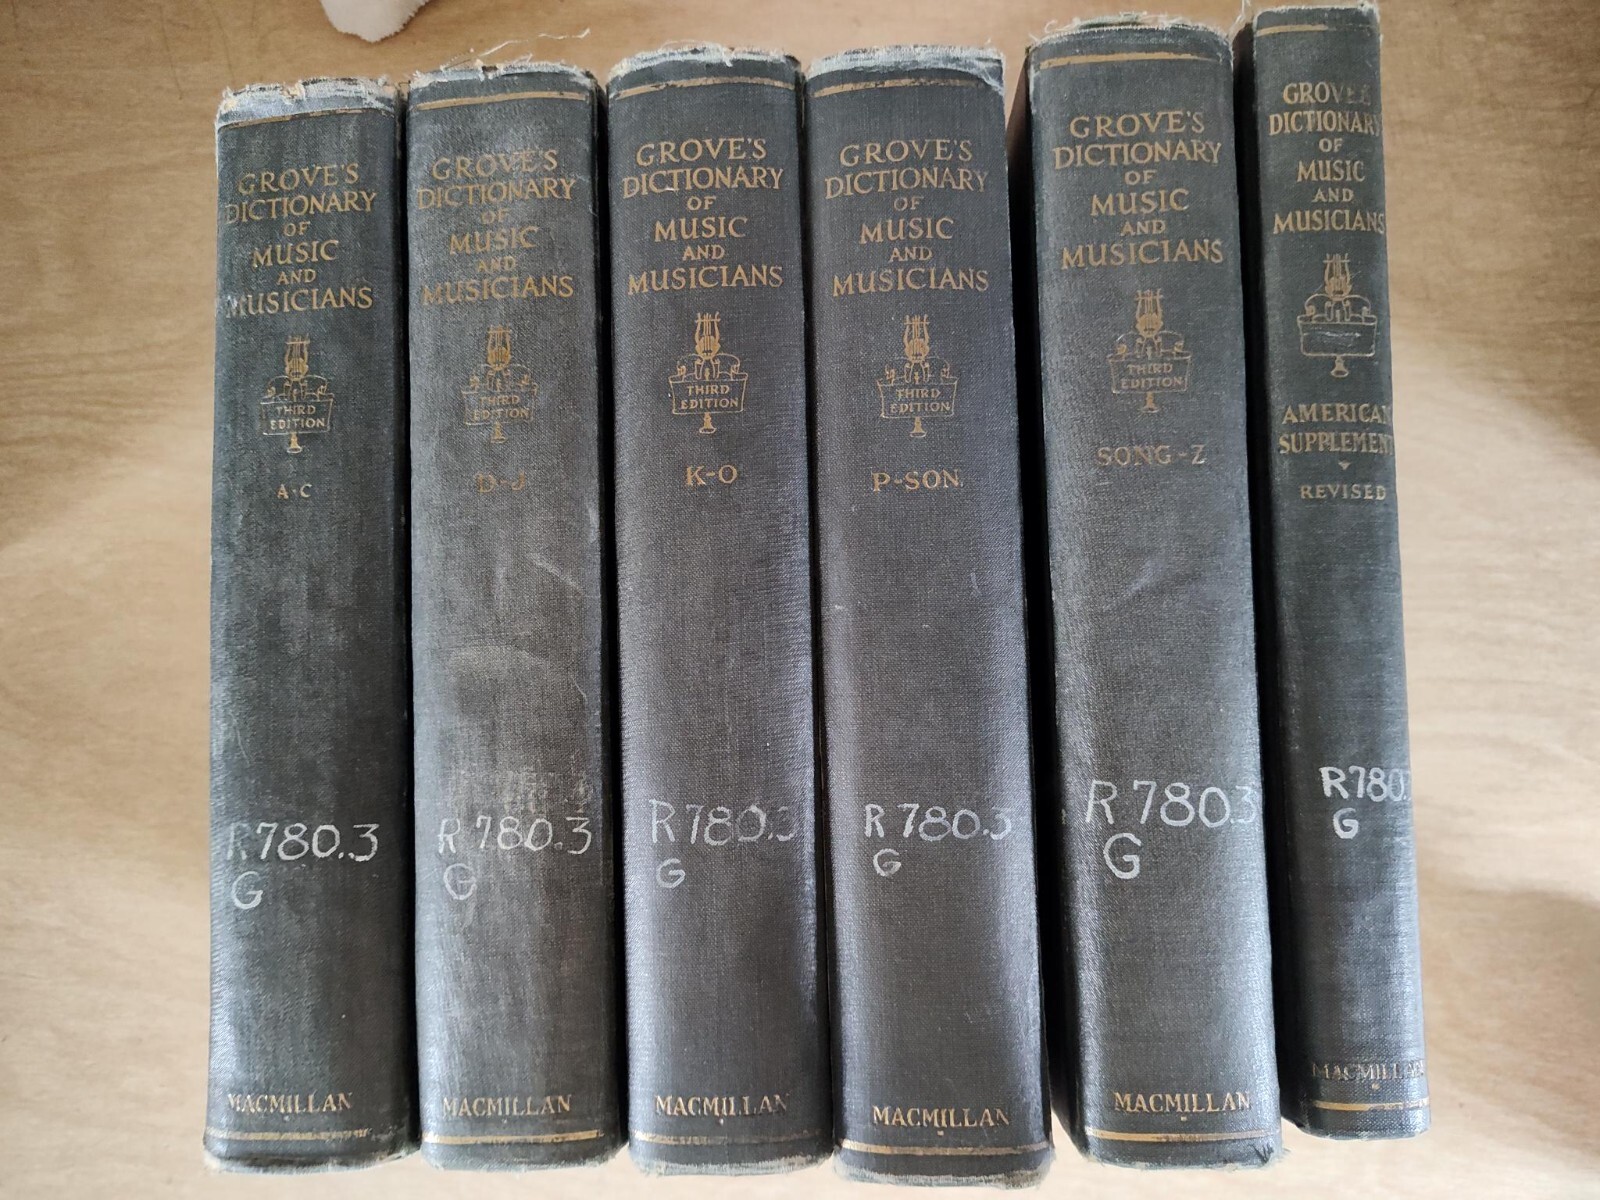 GROVE'S
DICTIONARY
OF
MUSIC
AND
MUSICIANS
THIRD
EDITION
A-C
R780.3
G
MACMILLAN
GROVE'S
DICTIONARY
OF
MUSIC
AND
MUSICIANS
THIRD
EDITION
D-J
R 780.3
G
MACMILLAN
GROVE'S
DICTIONARY
OF
MUSIC
AND
MUSICIANS
THIRD
EDITION
K-O
R780.3
G
MACMILLAN
GROVE'S
DICTIONARY
OF
MUSIC
AND
MUSICIANS
THIRD
EDITION
P-SON.
R 780.3
G
MACMILLAN
GROVE'S
DICTIONARY
OF
MUSIC
AND
MUSICIANS
THIRD
EDITION
SONG-Z
R 780.3
G
MACMILLAN
GROVE'S
DICTIONARY
OF
MUSIC
AND
MUSICIANS
AMERICAN
SUPPLEMENT
REVISED
R780.
G
MACMILLAN